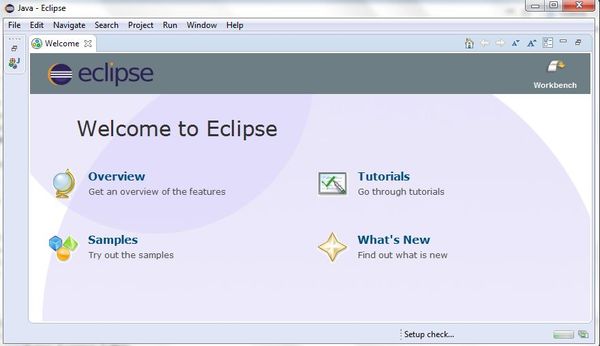 Java - Eclipse
File Edit Navigate Search Project Run Window Help
Welcome
eclipse
Workbench
Welcome to Eclipse
Overview
Get an overview of the features
Tutorials
Go through tutorials
Samples
Try out the samples
What's New
Find out what is new
Setup check...